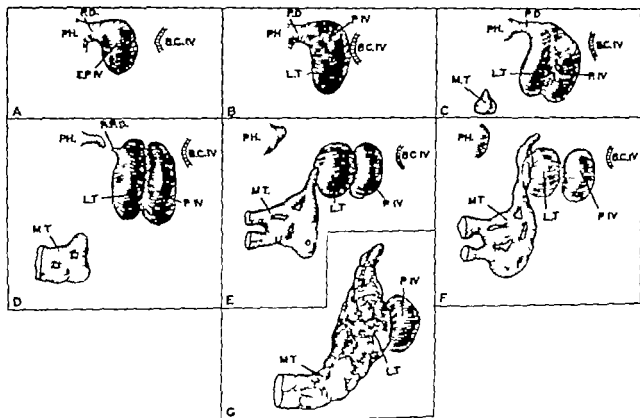 P.D.
PH.
E.P IV
B.C. IV
A
P.D
P. IV
PH
B.C. IV
L.T
B
P.D.
PH.
B.C. IV
L.T
P. IV
M.T
C
PH.
B.C. IV
L.T
P. IV
M.T.
D
PH.
B.C. IV
M.T.
L.T
P. IV
E
PH.
B.C. IV
M.T
L.T
P. IV
F
P. IV
M.T
L.T
G